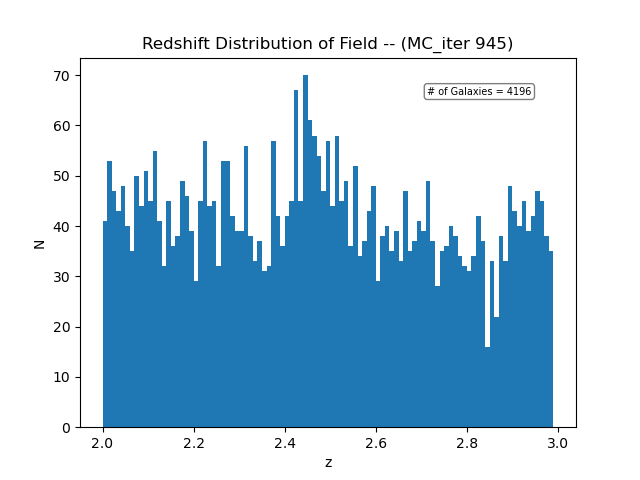 Redshift Distribution of Field -- (MC_iter 945)
# of Galaxies = 4196
70
60
50
40
30
20
10
0
N
2.0 2.2 2.4 2.6 2.8 3.0
z